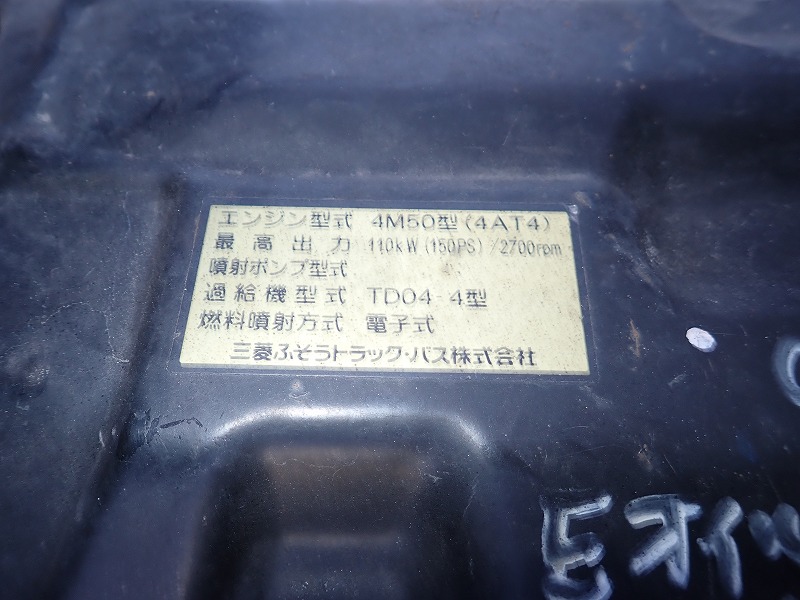 エンジン型式 4M50型(4AT4)
最高出力 110kW(150PS)/2700rpm
噴射ポンプ型式
過給機型式 TD04-4型
燃料噴射方式 電子式
三菱ふそうトラック・バス株式会社